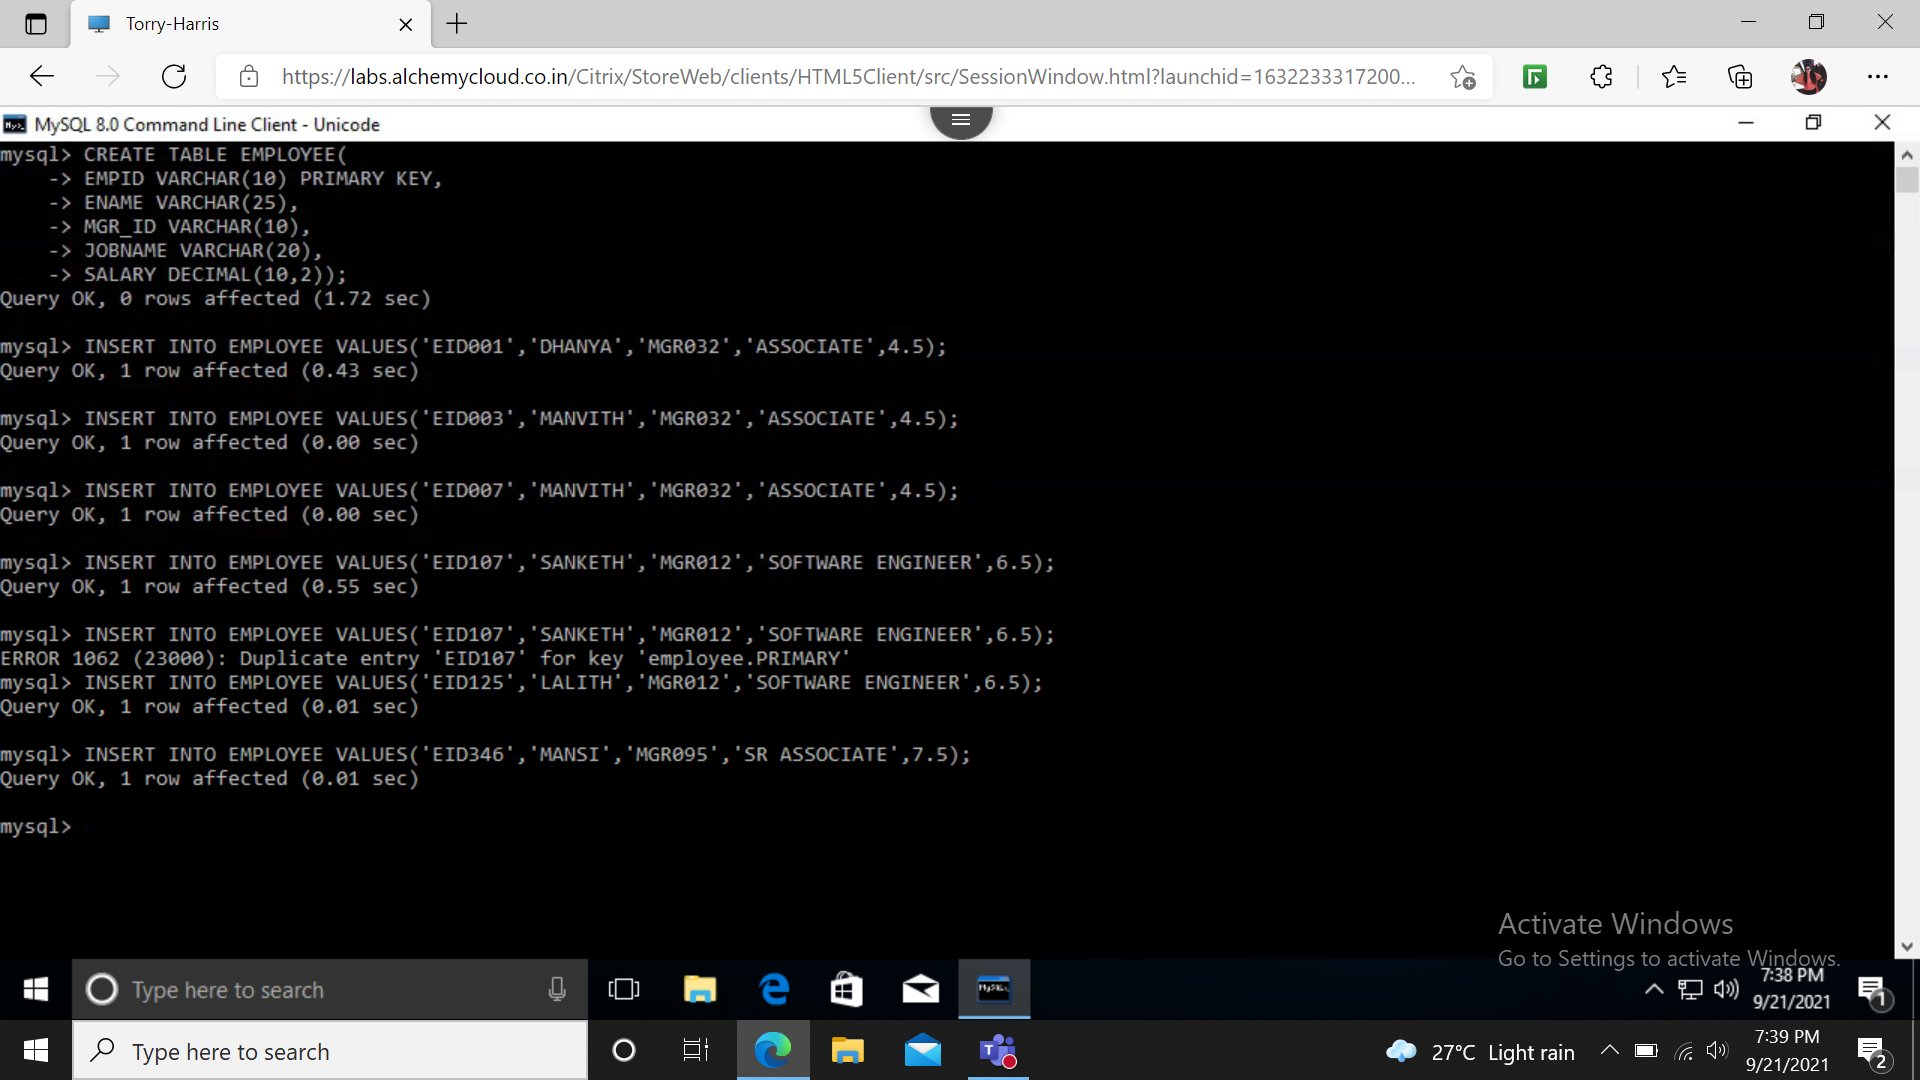 Torry-Harris
https://labs.alchemycloud.co.in/Citrix/StoreWeb/clients/HTML5Client/src/SessionWindow.html?launchid=1632233317200...
MySQL 8.0 Command Line Client - Unicode
mysql> CREATE TABLE EMPLOYEE(
    -> EMPID VARCHAR(10) PRIMARY KEY,
    -> ENAME VARCHAR(25),
    -> MGR_ID VARCHAR(10),
    -> JOBNAME VARCHAR(20),
    -> SALARY DECIMAL(10,2));
Query OK, 0 rows affected (1.72 sec)
mysql> INSERT INTO EMPLOYEE VALUES('EID001','DHANYA','MGR032','ASSOCIATE',4.5);
Query OK, 1 row affected (0.43 sec)
mysql> INSERT INTO EMPLOYEE VALUES('EID003','MANVITH','MGR032','ASSOCIATE',4.5);
Query OK, 1 row affected (0.00 sec)
mysql> INSERT INTO EMPLOYEE VALUES('EID007','MANVITH','MGR032','ASSOCIATE',4.5);
Query OK, 1 row affected (0.00 sec)
mysql> INSERT INTO EMPLOYEE VALUES('EID107','SANKETH','MGR012','SOFTWARE ENGINEER',6.5);
Query OK, 1 row affected (0.55 sec)
mysql> INSERT INTO EMPLOYEE VALUES('EID107','SANKETH','MGR012','SOFTWARE ENGINEER',6.5);
ERROR 1062 (23000): Duplicate entry 'EID107' for key 'employee.PRIMARY'
mysql> INSERT INTO EMPLOYEE VALUES('EID125','LALITH','MGR012','SOFTWARE ENGINEER',6.5);
Query OK, 1 row affected (0.01 sec)
mysql> INSERT INTO EMPLOYEE VALUES('EID346','MANSI','MGR095','SR ASSOCIATE',7.5);
Query OK, 1 row affected (0.01 sec)
mysql>
Activate Windows
Go to Settings to activate Windows.
Type here to search
7:38 PM
9/21/2021
1
Type here to search
27°C Light rain
7:39 PM
9/21/2021
2